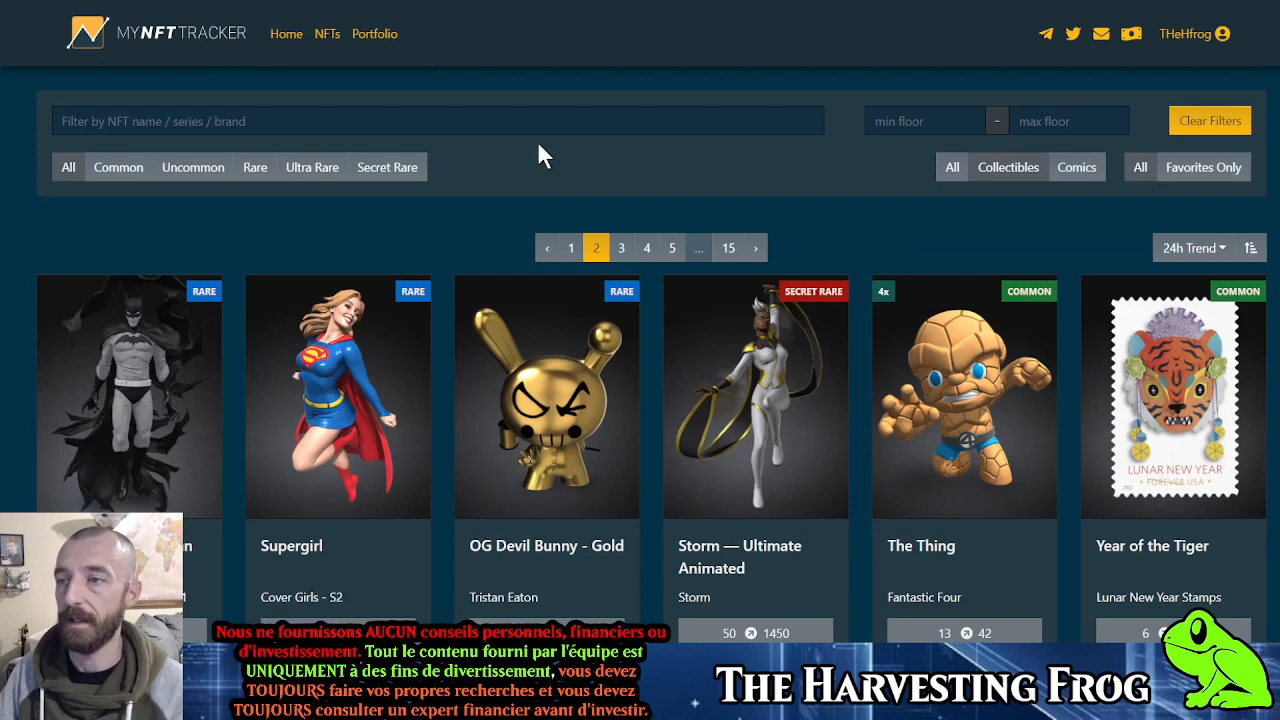 MYNFTTRACKER Home NFTs Portfolio THeHfrog
Filter by NFT name / series / brand min floor - max floor Clear Filters
All Common Uncommon Rare Ultra Rare Secret Rare All Collectibles Comics All Favorites Only
‹ 1 2 3 4 5 ... 15 › 24h Trend
RARE RARE RARE SECRET RARE 4x COMMON COMMON
LUNAR NEW YEAR
FOREVER USA
Supergirl OG Devil Bunny - Gold Storm — Ultimate Animated The Thing Year of the Tiger
Cover Girls - S2 Tristan Eaton Storm Fantastic Four Lunar New Year Stamps
50 1450 13 42 6
Nous ne fournissons AUCUN conseils personnels, financiers ou
d'investissement. Tout le contenu fourni par l'équipe est
UNIQUEMENT à des fins de divertissement, vous devez
TOUJOURS faire vos propres recherches et vous devez
TOUJOURS consulter un expert financier avant d'investir.
The Harvesting Frog